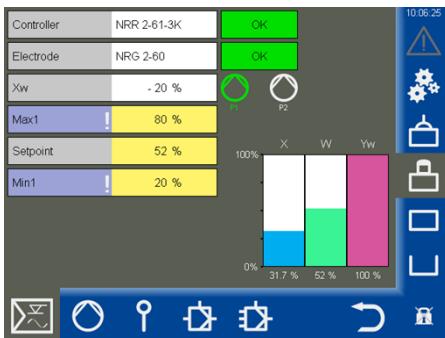 10:06:25
Controller NRR 2-61-3K OK
Electrode NRG 2-60 OK
Xw - 20 %
P1 P2
Max1 ! 80 %
Setpoint 52 %
Min1 ! 20 %
X W Yw
100%
0%
31.7 % 52 % 100 %